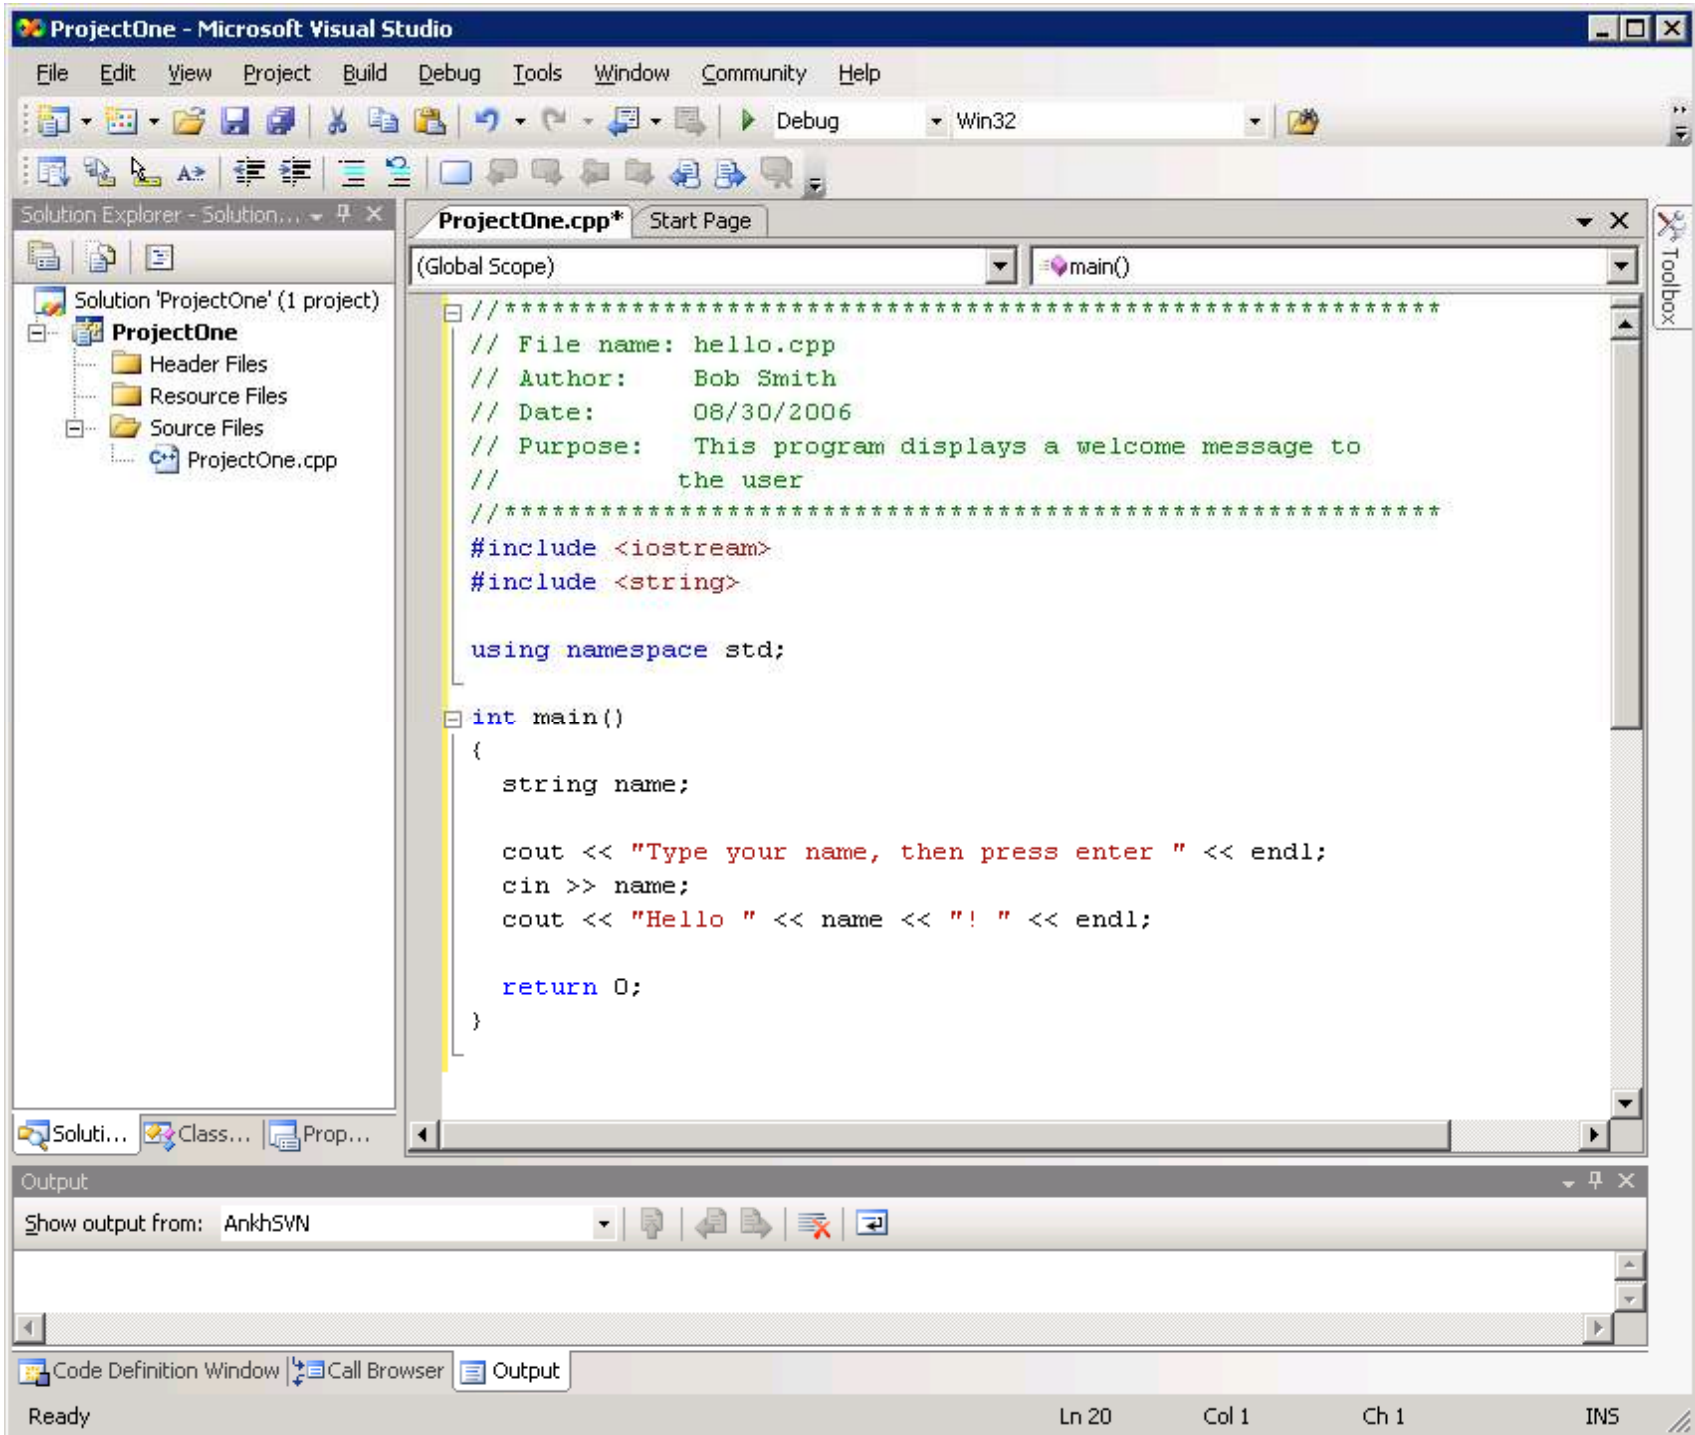 ProjectOne - Microsoft Visual Studio
File Edit View Project Build Debug Tools Window Community Help
Debug Win32
A
Solution Explorer - Solution...
ProjectOne.cpp* Start Page
(Global Scope) main()
Toolbox
Solution 'ProjectOne' (1 project)
ProjectOne
Header Files
Resource Files
Source Files
C++ ProjectOne.cpp
//***********************************************************
// File name: hello.cpp
// Author: Bob Smith
// Date: 08/30/2006
// Purpose: This program displays a welcome message to
// the user
//***********************************************************
#include <iostream>
#include <string>
using namespace std;
int main()
{
string name;
cout << "Type your name, then press enter " << endl;
cin >> name;
cout << "Hello " << name << "! " << endl;
return 0;
}
Soluti... Class... Prop...
Output
Show output from: AnkhSVN
Code Definition Window Call Browser Output
Ready Ln 20 Col 1 Ch 1 INS